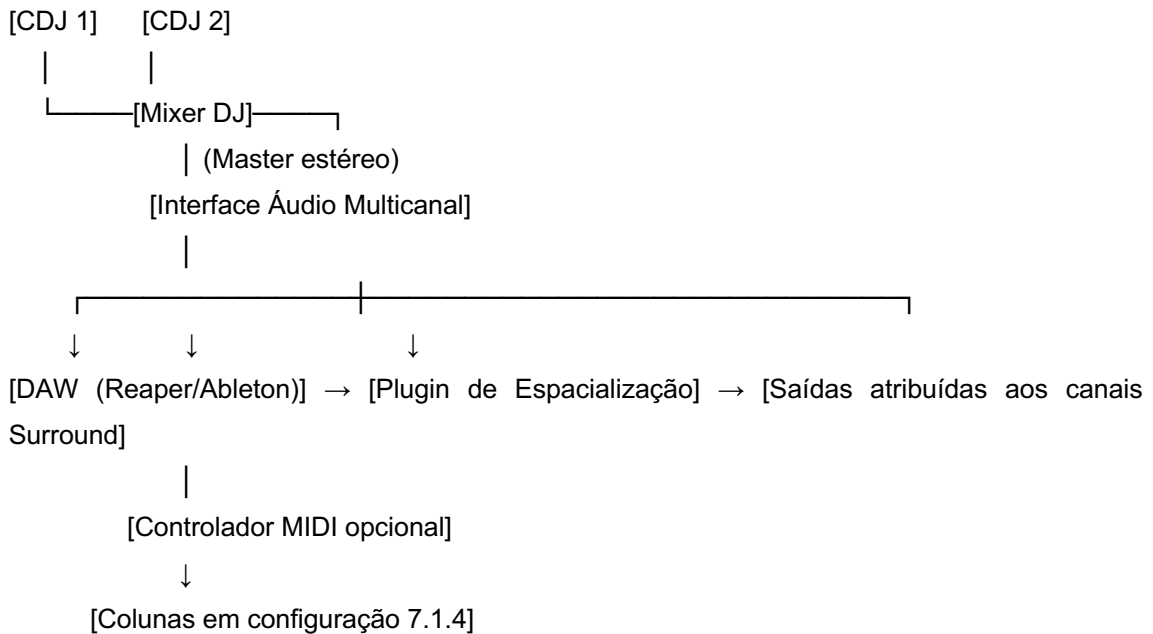 [CDJ 1] [CDJ 2]
[Mixer DJ]
(Master estéreo)
[Interface Áudio Multicanal]
↓ ↓ ↓
[DAW (Reaper/Ableton)] → [Plugin de Espacialização] → [Saídas atribuídas aos canais
Surround]
[Controlador MIDI opcional]
↓
[Colunas em configuração 7.1.4]